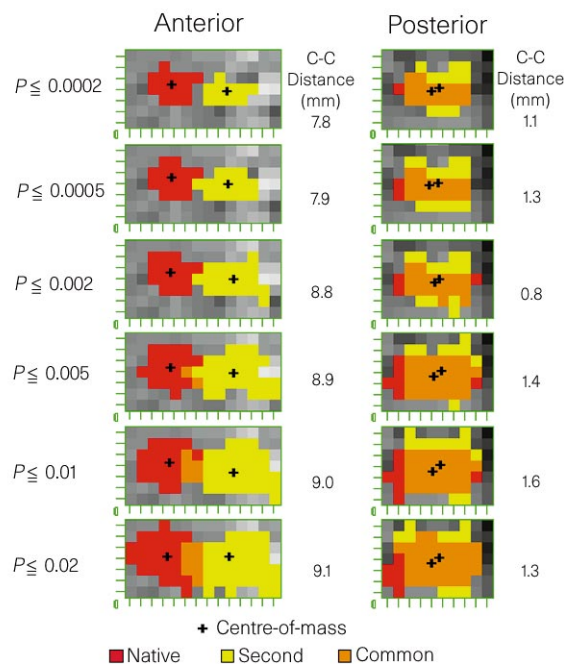 Anterior
Posterior
C-C
Distance
(mm)
C-C
Distance
(mm)
P ≦ 0.0002
7.8
1.1
P ≦ 0.0005
7.9
1.3
P ≦ 0.002
8.8
0.8
P ≦ 0.005
8.9
1.4
P ≦ 0.01
9.0
1.6
P ≦ 0.02
9.1
1.3
+ Centre-of-mass
Native Second Common